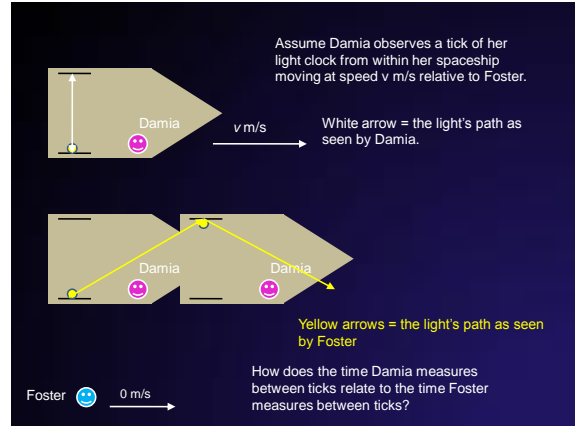 Assume Damia observes a tick of her
light clock from within her spaceship
moving at speed v m/s relative to Foster.
Damia
v m/s
White arrow = the light's path as
seen by Damia.
Damia
Damia
Yellow arrows = the light's path as seen
by Foster
How does the time Damia measures
between ticks relate to the time Foster
measures between ticks?
Foster
0 m/s